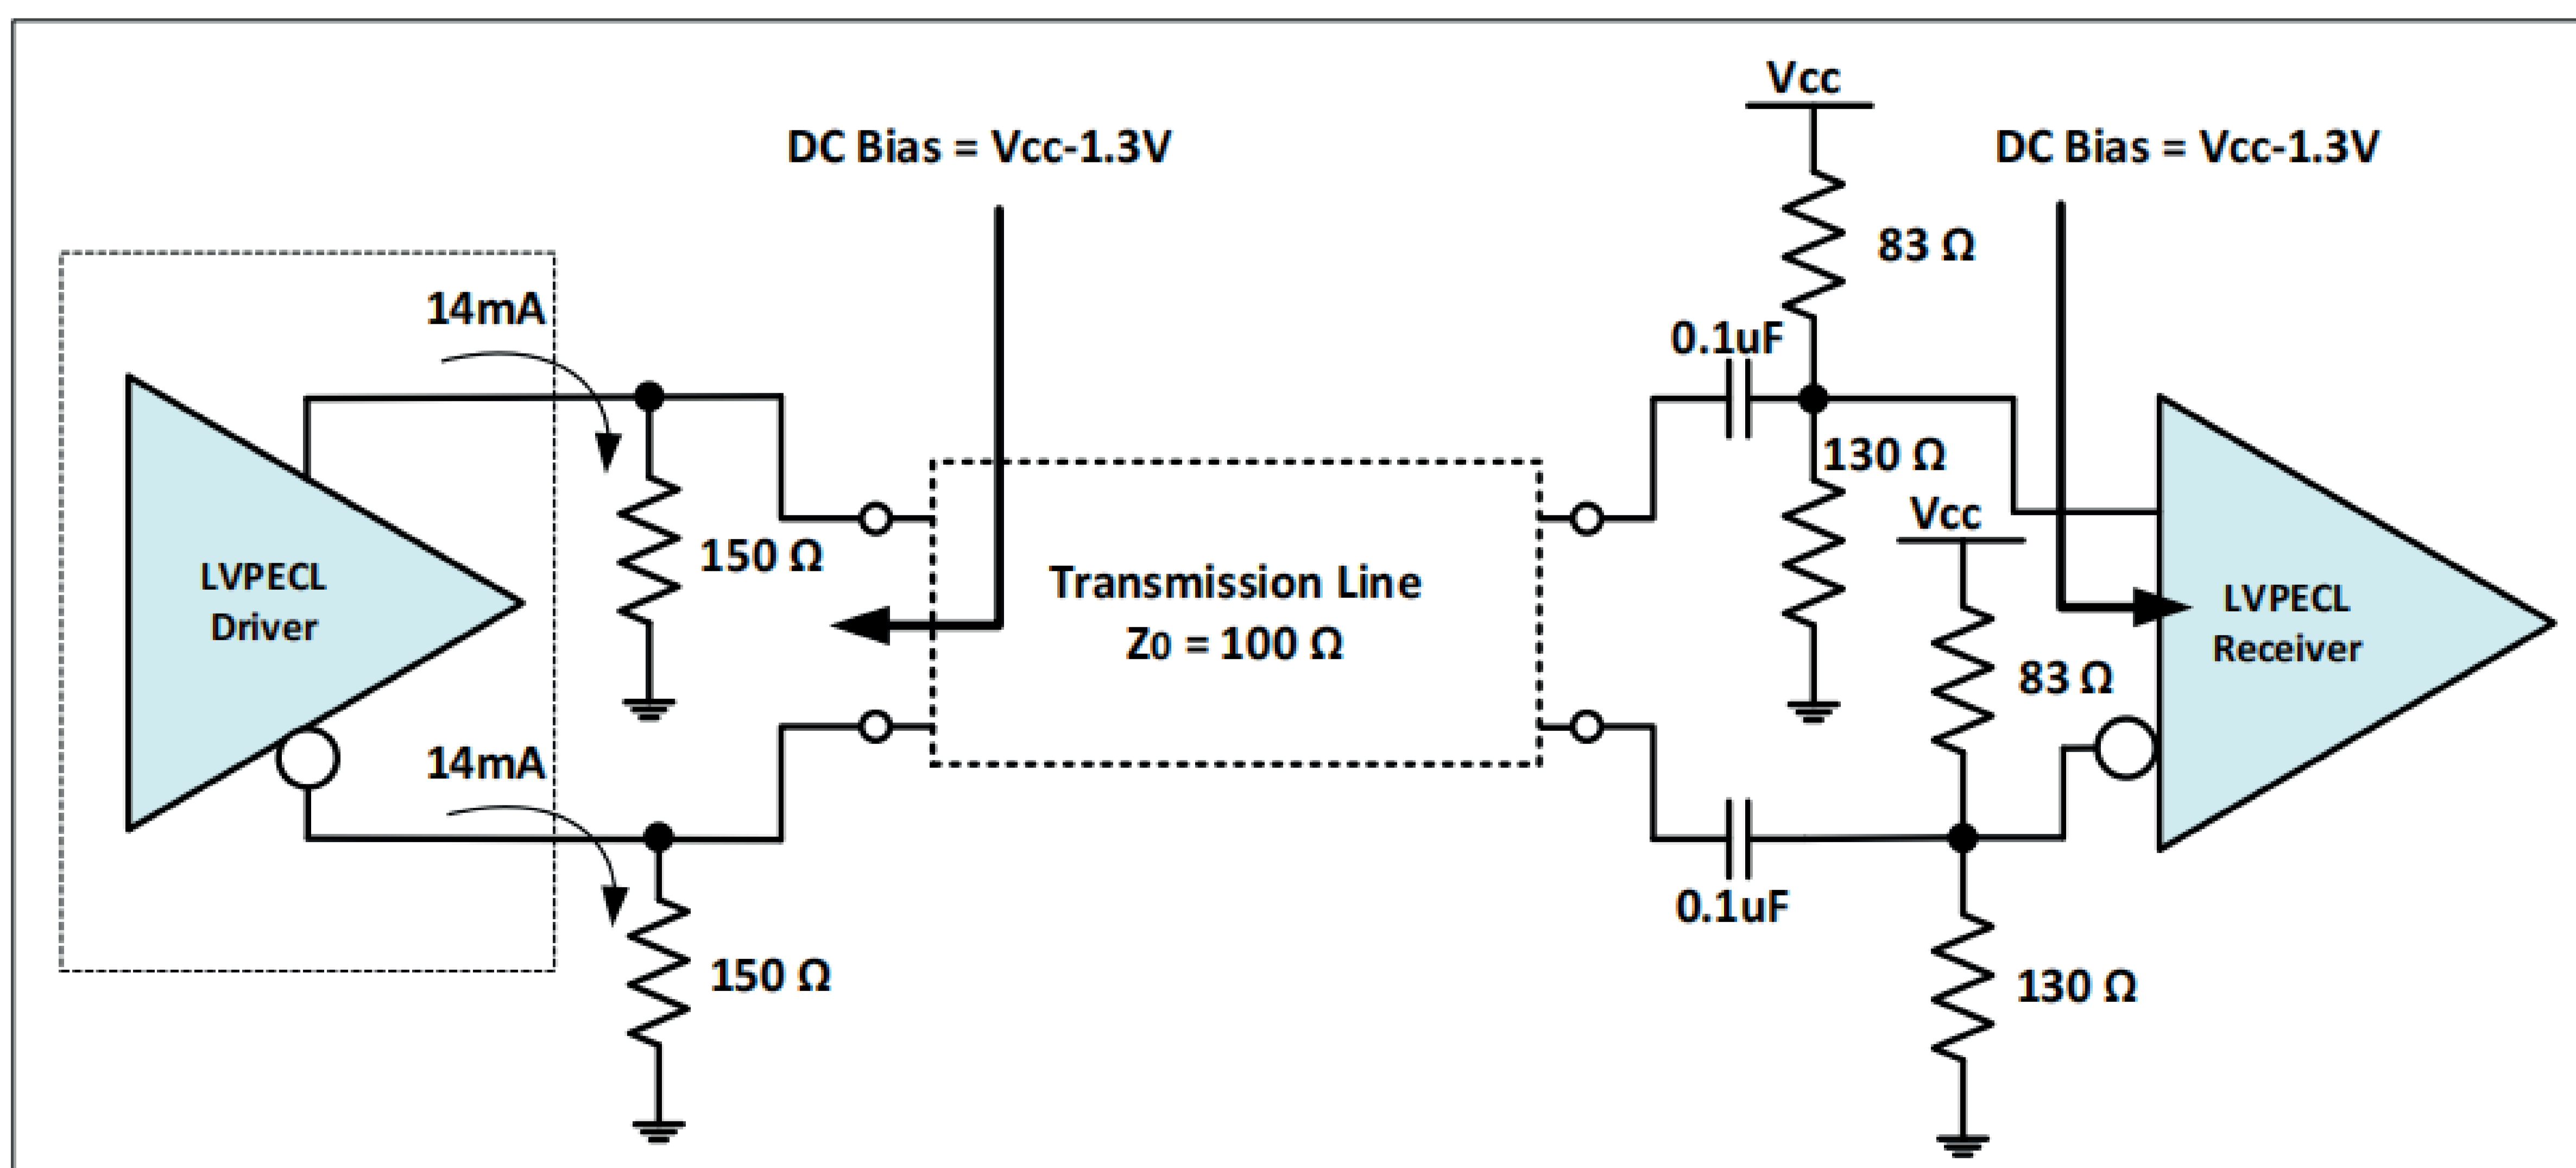 Vcc
DC Bias = Vcc-1.3V
DC Bias = Vcc-1.3V
83 Ω
14mA
0.1uF
130 Ω
Vcc
150 Ω
LVPECL
Driver
Transmission Line
Z0 = 100 Ω
LVPECL
Receiver
83 Ω
14mA
0.1uF
150 Ω
130 Ω